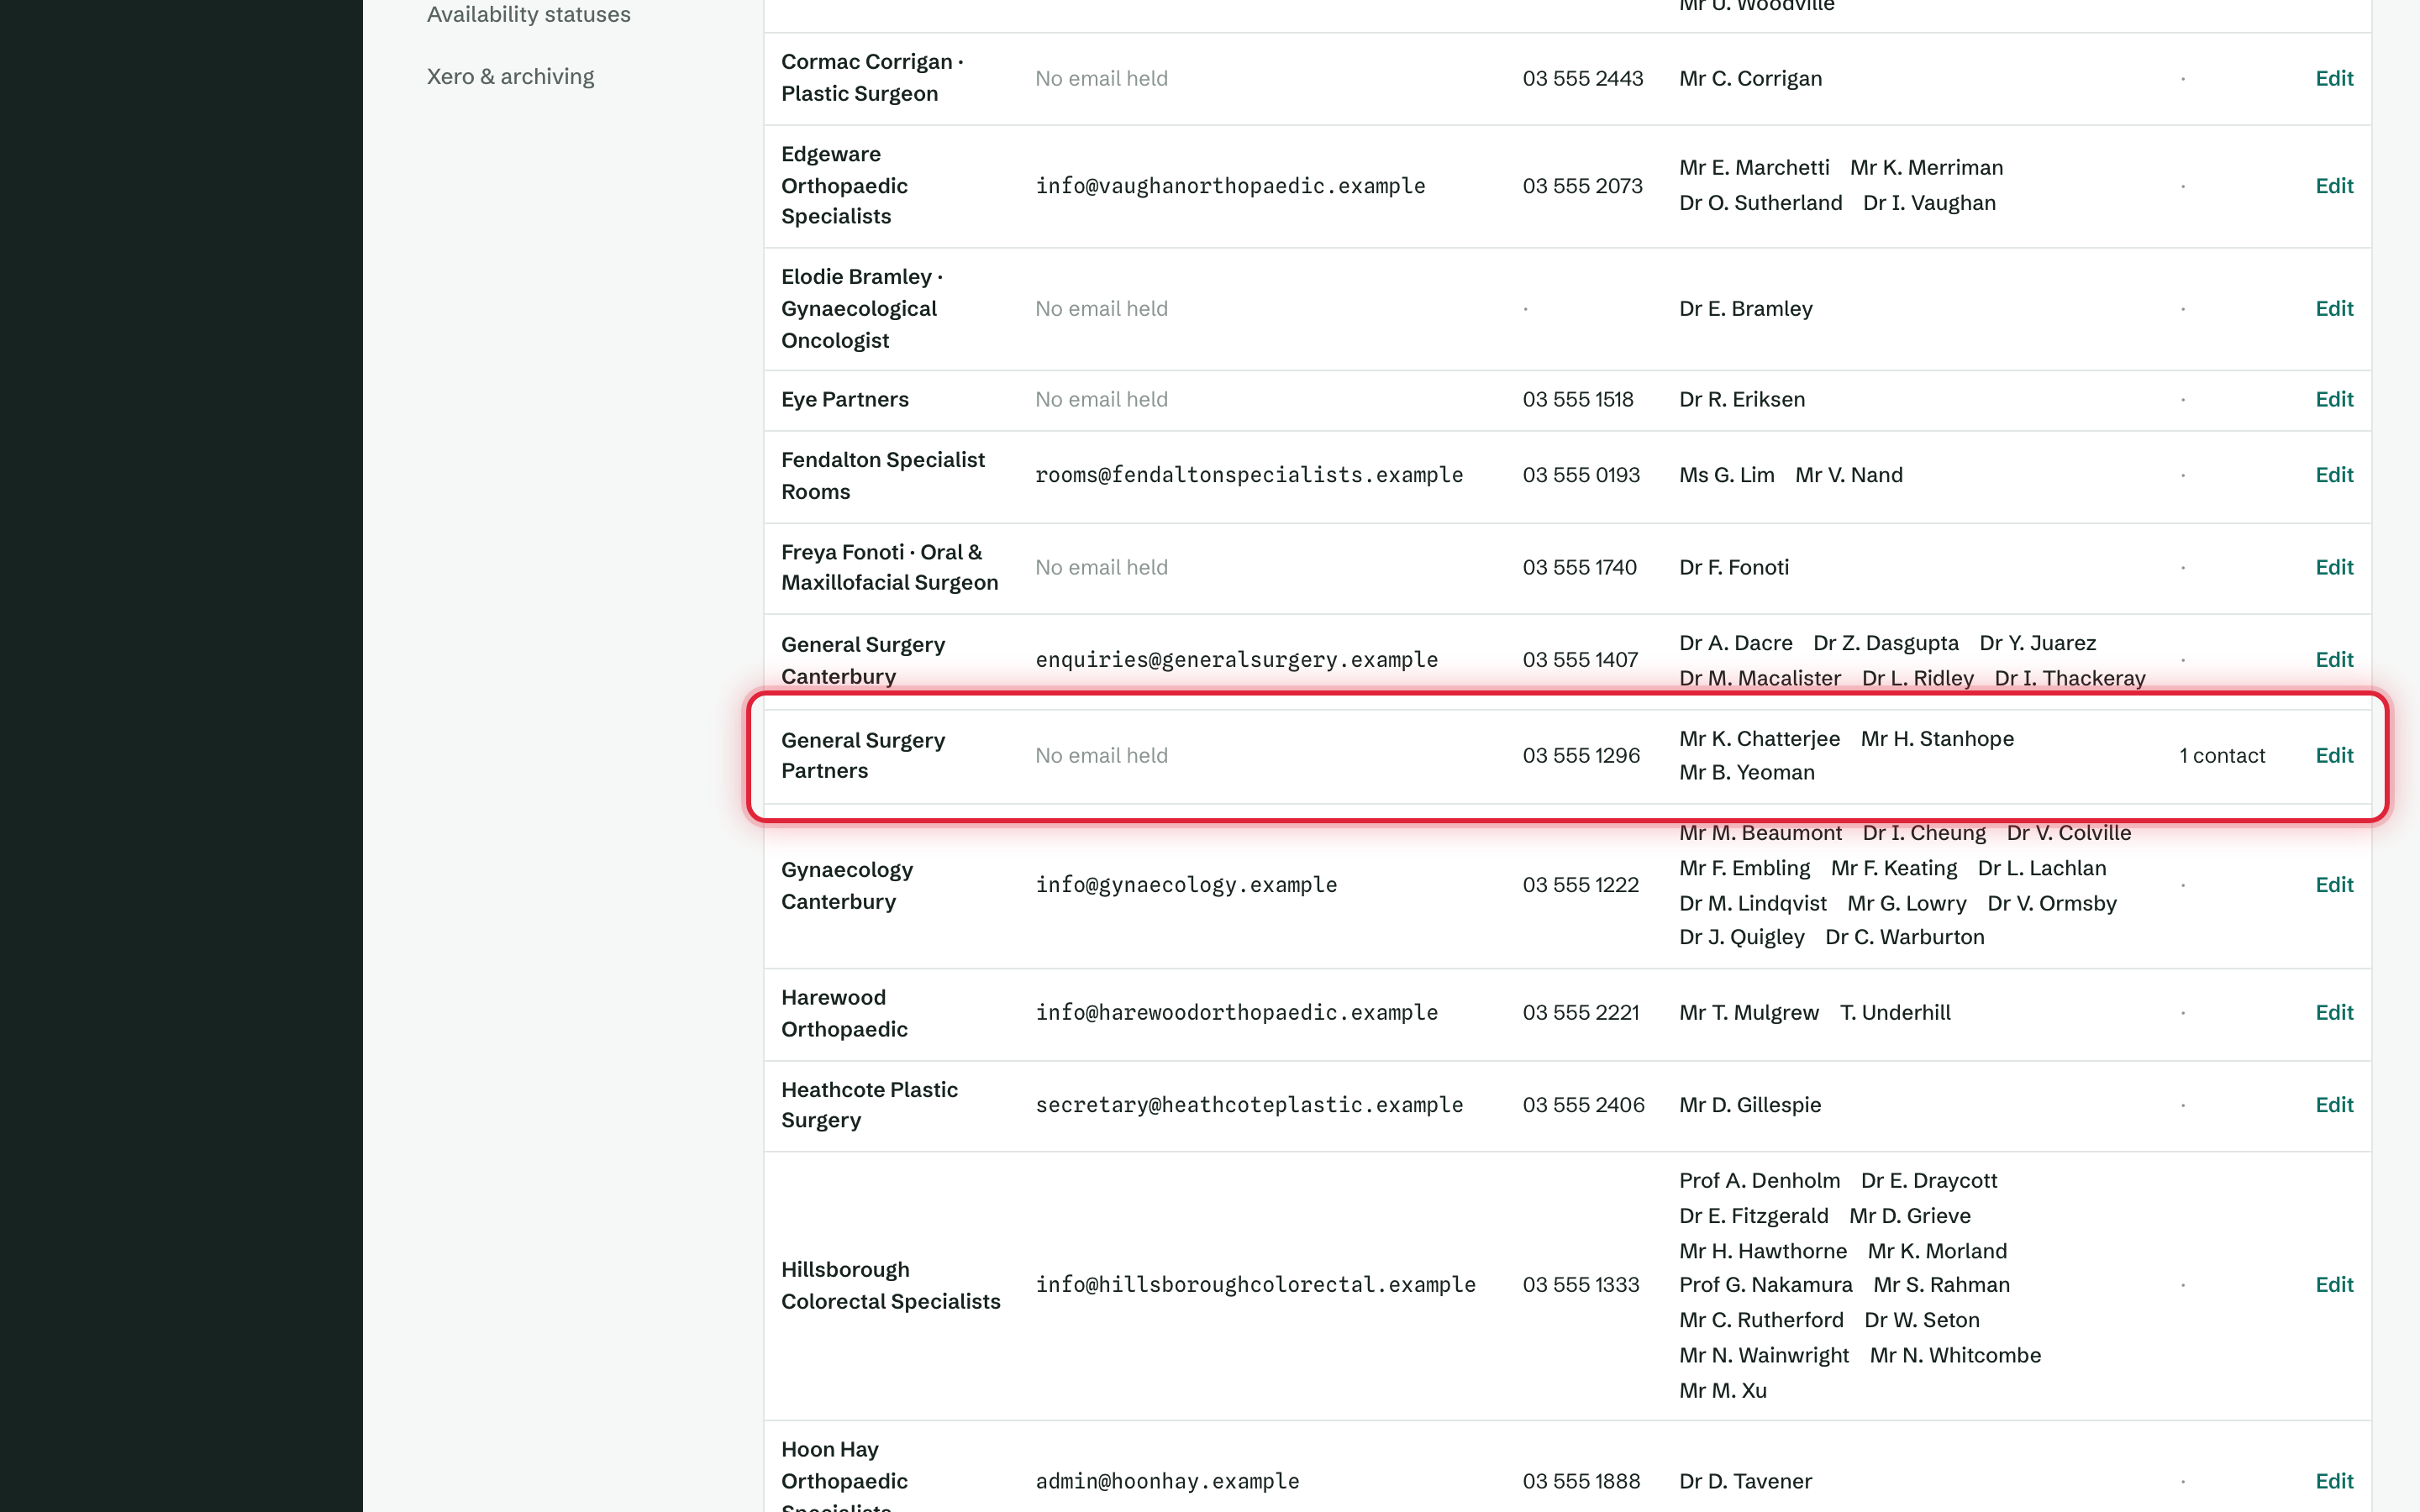 Availability statuses
Xero & archiving
Mr U. Woodville
Cormac Corrigan ·
Plastic Surgeon
No email held
03 555 2443
Mr C. Corrigan
·
Edit
Edgeware
Orthopaedic
Specialists
info@vaughanorthopaedic.example
03 555 2073
Mr E. Marchetti Mr K. Merriman
Dr O. Sutherland Dr I. Vaughan
·
Edit
Elodie Bramley ·
Gynaecological
Oncologist
No email held
·
Dr E. Bramley
·
Edit
Eye Partners
No email held
03 555 1518
Dr R. Eriksen
·
Edit
Fendalton Specialist
Rooms
rooms@fendaltonspecialists.example
03 555 0193
Ms G. Lim Mr V. Nand
·
Edit
Freya Fonoti · Oral &
Maxillofacial Surgeon
No email held
03 555 1740
Dr F. Fonoti
·
Edit
General Surgery
Canterbury
enquiries@generalsurgery.example
03 555 1407
Dr A. Dacre Dr Z. Dasgupta Dr Y. Juarez
Dr M. Macalister Dr L. Ridley Dr I. Thackeray
·
Edit
General Surgery
Partners
No email held
03 555 1296
Mr K. Chatterjee Mr H. Stanhope
Mr B. Yeoman
1 contact
Edit
Gynaecology
Canterbury
info@gynaecology.example
03 555 1222
Mr M. Beaumont Dr I. Cheung Dr V. Colville
Mr F. Embling Mr F. Keating Dr L. Lachlan
Dr M. Lindqvist Mr G. Lowry Dr V. Ormsby
Dr J. Quigley Dr C. Warburton
·
Edit
Harewood
Orthopaedic
info@harewoodorthopaedic.example
03 555 2221
Mr T. Mulgrew T. Underhill
·
Edit
Heathcote Plastic
Surgery
secretary@heathcoteplastic.example
03 555 2406
Mr D. Gillespie
·
Edit
Hillsborough
Colorectal Specialists
info@hillsboroughcolorectal.example
03 555 1333
Prof A. Denholm Dr E. Draycott
Dr E. Fitzgerald Mr D. Grieve
Mr H. Hawthorne Mr K. Morland
Prof G. Nakamura Mr S. Rahman
Mr C. Rutherford Dr W. Seton
Mr N. Wainwright Mr N. Whitcombe
Mr M. Xu
·
Edit
Hoon Hay
Orthopaedic
Specialists
admin@hoonhay.example
03 555 1888
Dr D. Tavener
·
Edit